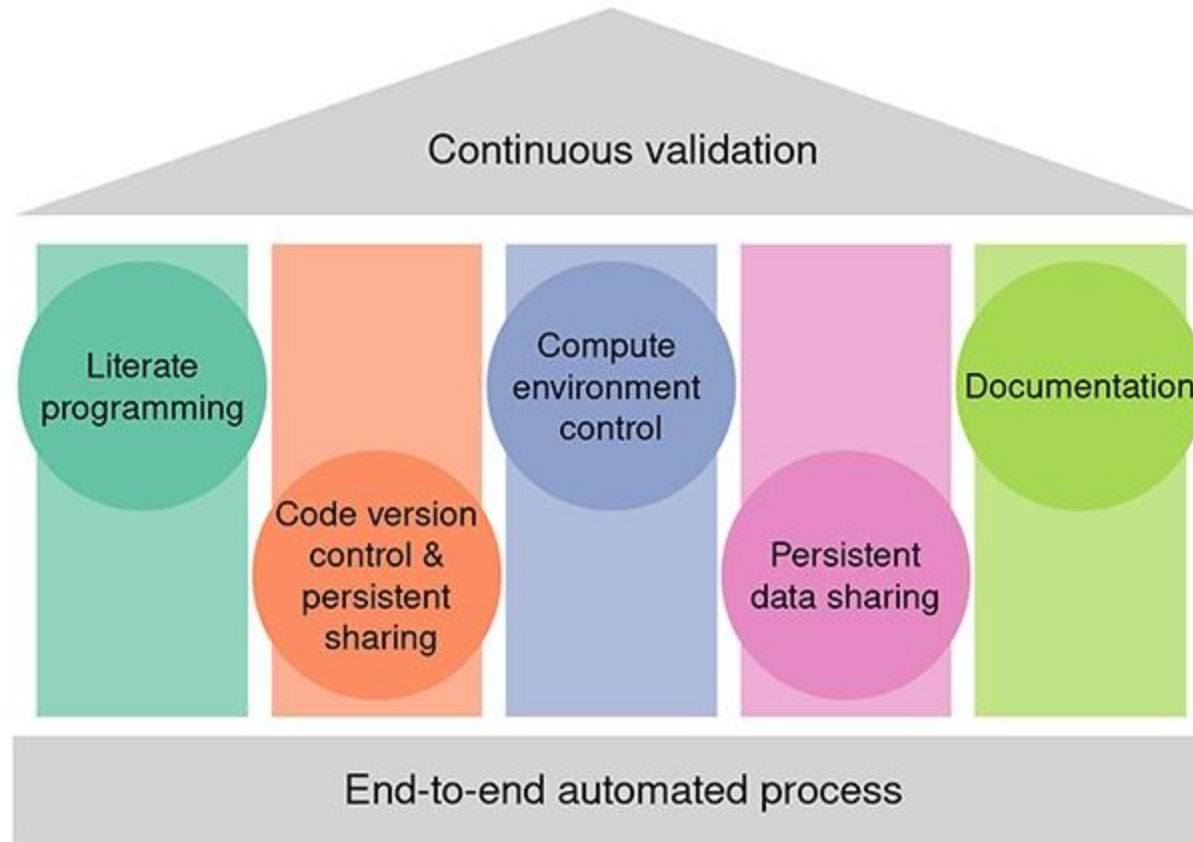 Continuous validation
Literate
programming
Code version
control &
persistent
sharing
Compute
environment
control
Persistent
data sharing
Documentation
End-to-end automated process